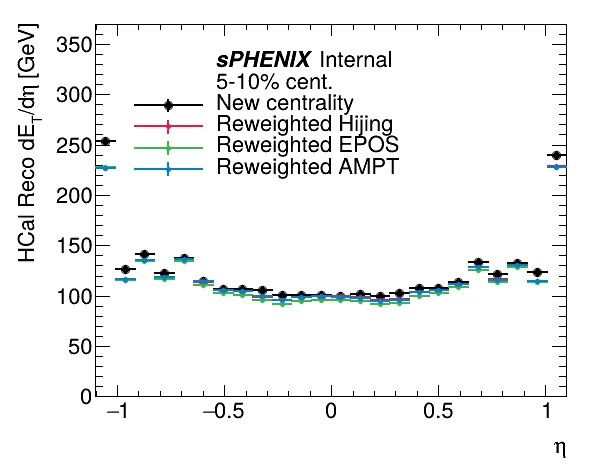 HCal Reco dE_T/dη [GeV]
350
300
250
200
150
100
50
0
sPHENIX Internal
5-10% cent.
New centrality
Reweighted Hijing
Reweighted EPOS
Reweighted AMPT
−1
−0.5
0
0.5
1
η